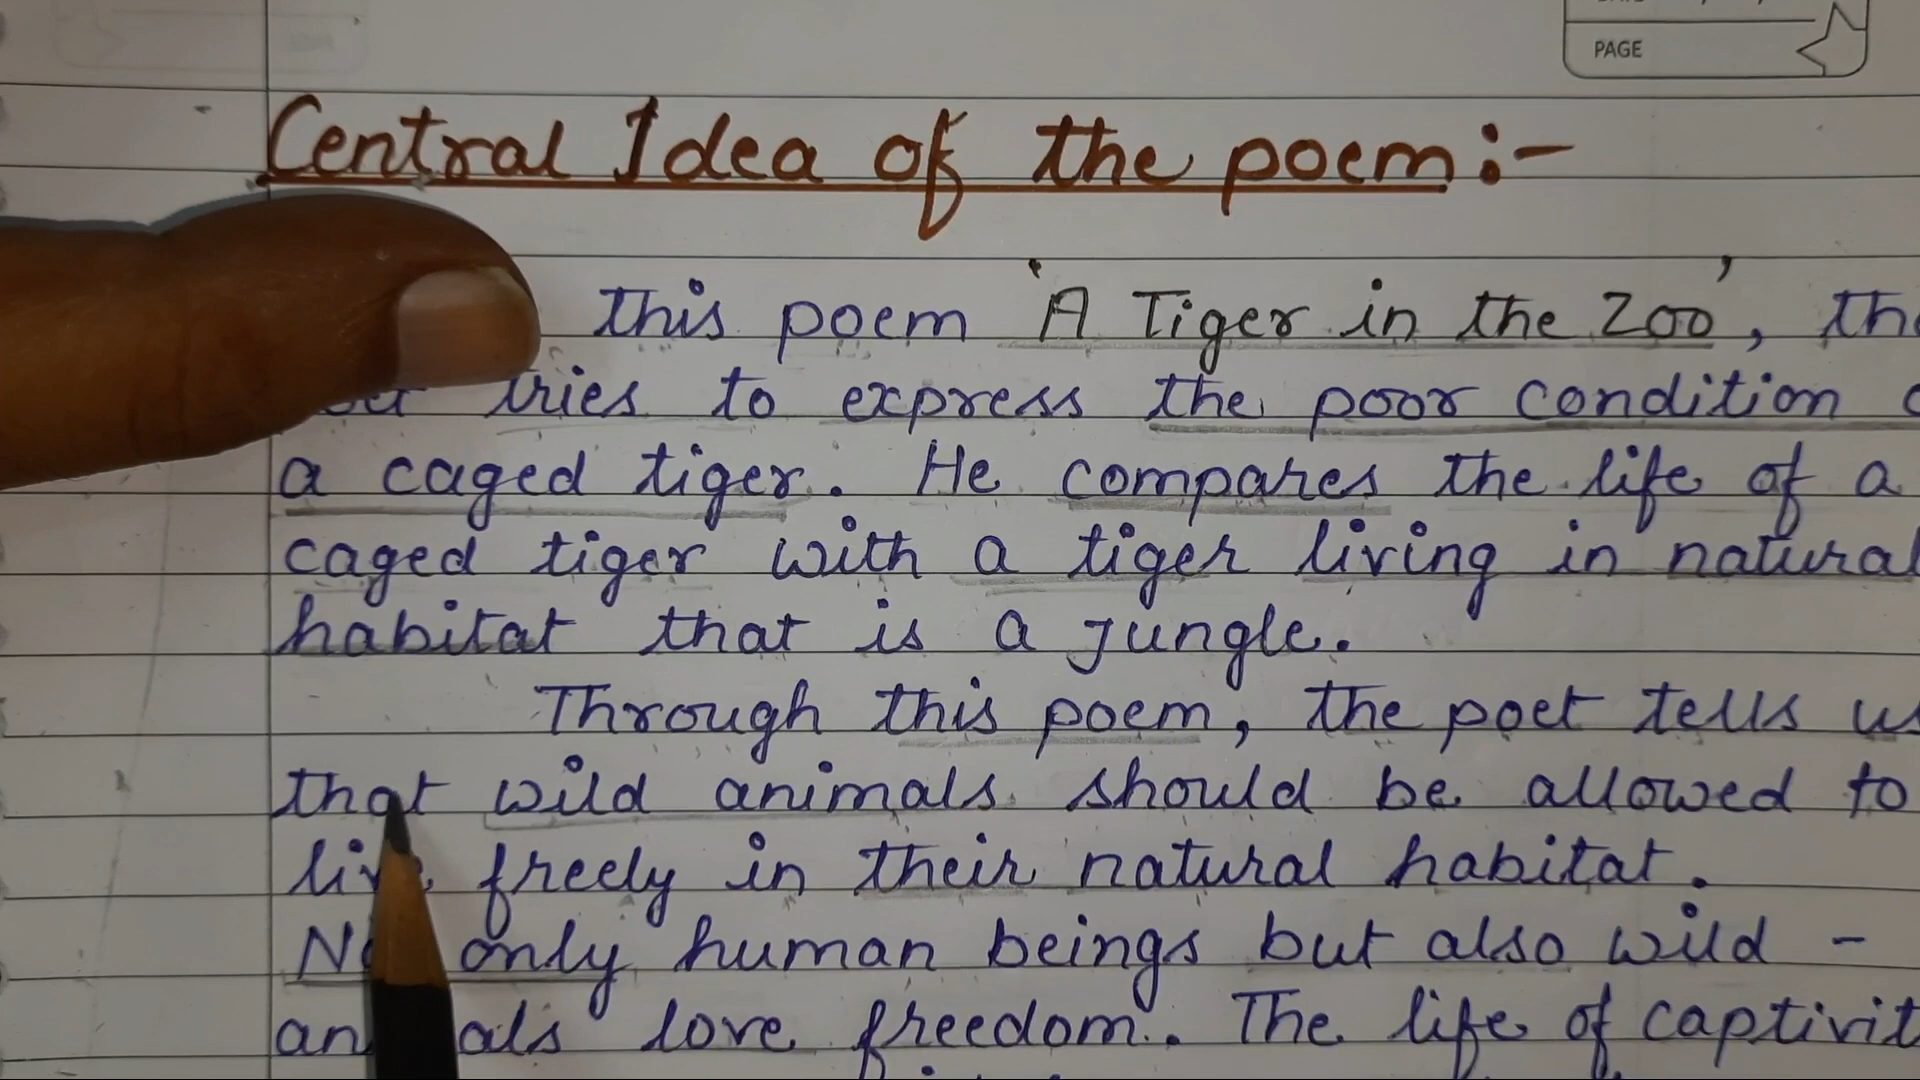 PAGE
Central Idea of the poem:-
this poem 'A Tiger in the Zoo',
tries to express the poor condition
a caged tiger. He compares the life of a
caged tiger with a tiger living in natural
habitat that is a jungle.
Through this poem, the poet tells us
that wild animals should be allowed to
freely in their natural habitat.
only human beings but also wild -
love freedom. The life of